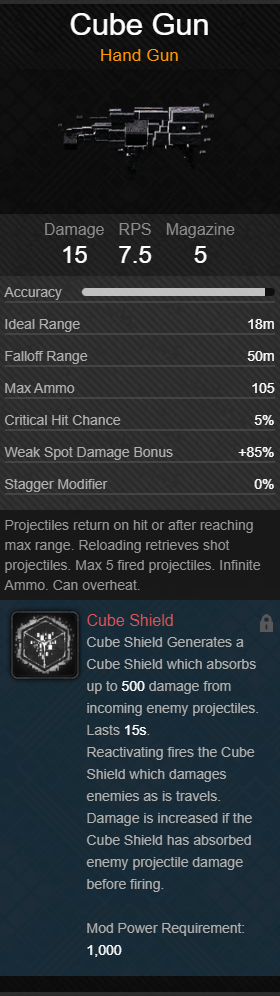 Cube Gun
Hand Gun
Damage RPS Magazine
15 7.5 5
Accuracy
Ideal Range 18m
Falloff Range 50m
Max Ammo 105
Critical Hit Chance 5%
Weak Spot Damage Bonus +85%
Stagger Modifier 0%
Projectiles return on hit or after reaching
max range. Reloading retrieves shot
projectiles. Max 5 fired projectiles. Infinite
Ammo. Can overheat.
Cube Shield
Cube Shield Generates a
Cube Shield which absorbs
up to 500 damage from
incoming enemy projectiles.
Lasts 15s.
Reactivating fires the Cube
Shield which damages
enemies as is travels.
Damage is increased if the
Cube Shield has absorbed
enemy projectile damage
before firing.
Mod Power Requirement:
1,000